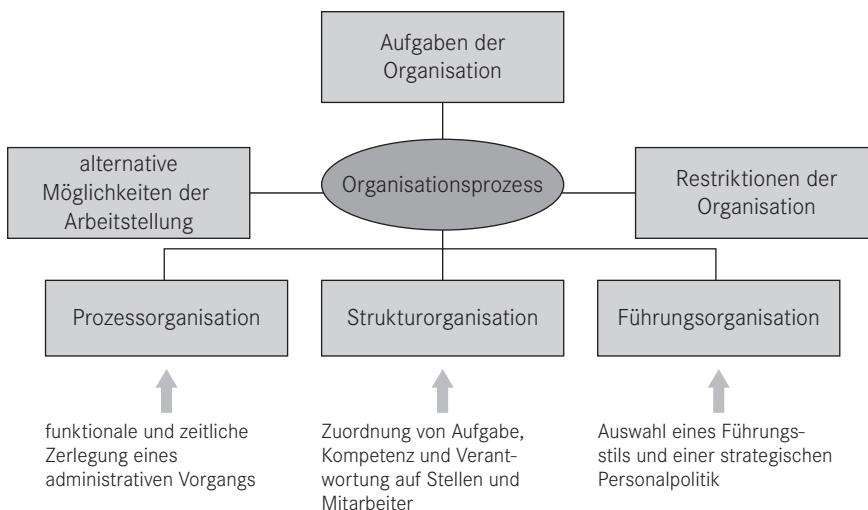 Aufgaben der
Organisation
alternative
Möglichkeiten der
Arbeitstellung
Organisationsprozess
Restriktionen der
Organisation
Prozessorganisation
Strukturorganisation
Führungsorganisation
funktionale und zeitliche
Zerlegung eines
administrativen Vorgangs
Zuordnung von Aufgabe,
Kompetenz und Verant-
wortung auf Stellen und
Mitarbeiter
Auswahl eines Führungs-
stils und einer strategischen
Personalpolitik